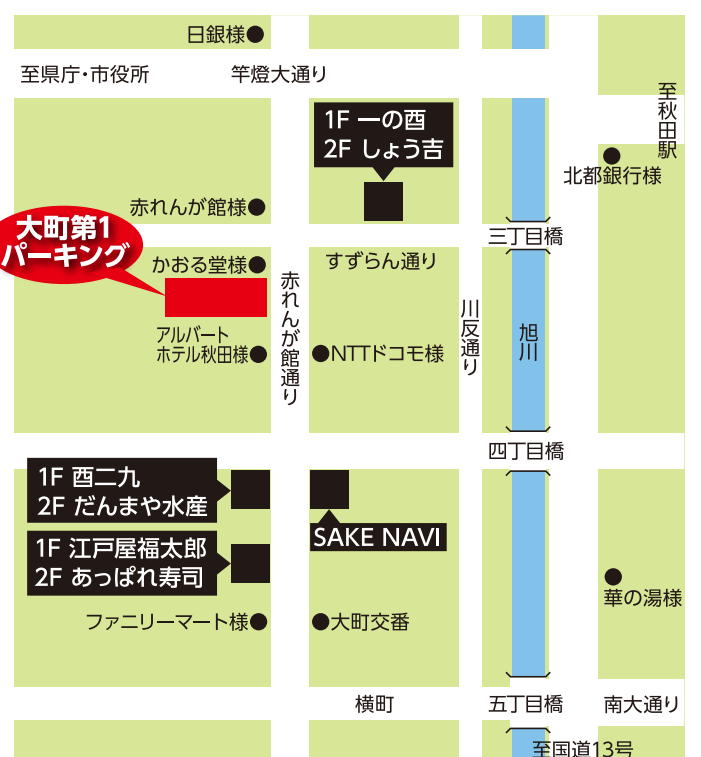 日銀様
至県庁・市役所
竿燈大通り
至秋田駅
1F 一の酉
2F しょう吉
北都銀行様
赤れんが館様
大町第1
パーキング
三丁目橋
かおる堂様
すずらん通り
赤れんが館通り
川反通り
旭川
アルバート
ホテル秋田様
NTTドコモ様
四丁目橋
1F 酉二九
2F だんまや水産
SAKE NAVI
1F 江戸屋福太郎
2F あっぱれ寿司
華の湯様
ファニリーマート様
大町交番
横町
五丁目橋
南大通り
至国道13号